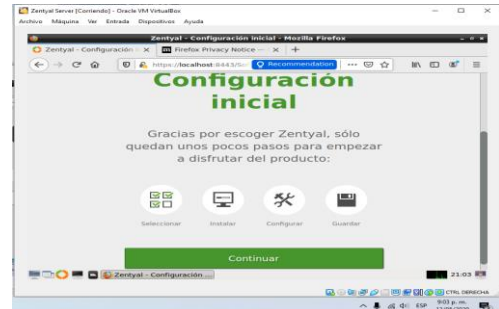 Zentyal Server [Corriendo] - Oracle VM VirtualBox
Archivo Máquina Ver Entrada Dispositivos Ayuda
Zentyal - Configuración inicial - Mozilla Firefox
Zentyal - Configuración
Firefox Privacy Notice
https://localhost:8443/S
Recommendation
Configuración
inicial
Gracias por escoger Zentyal, sólo
quedan unos pocos pasos para empezar
a disfrutar del producto:
Seleccionar Instalar Configurar Guardar
Continuar
Zentyal - Configuración ...
21:03
CTRL DERECHA
ESP
9:03 p. m.